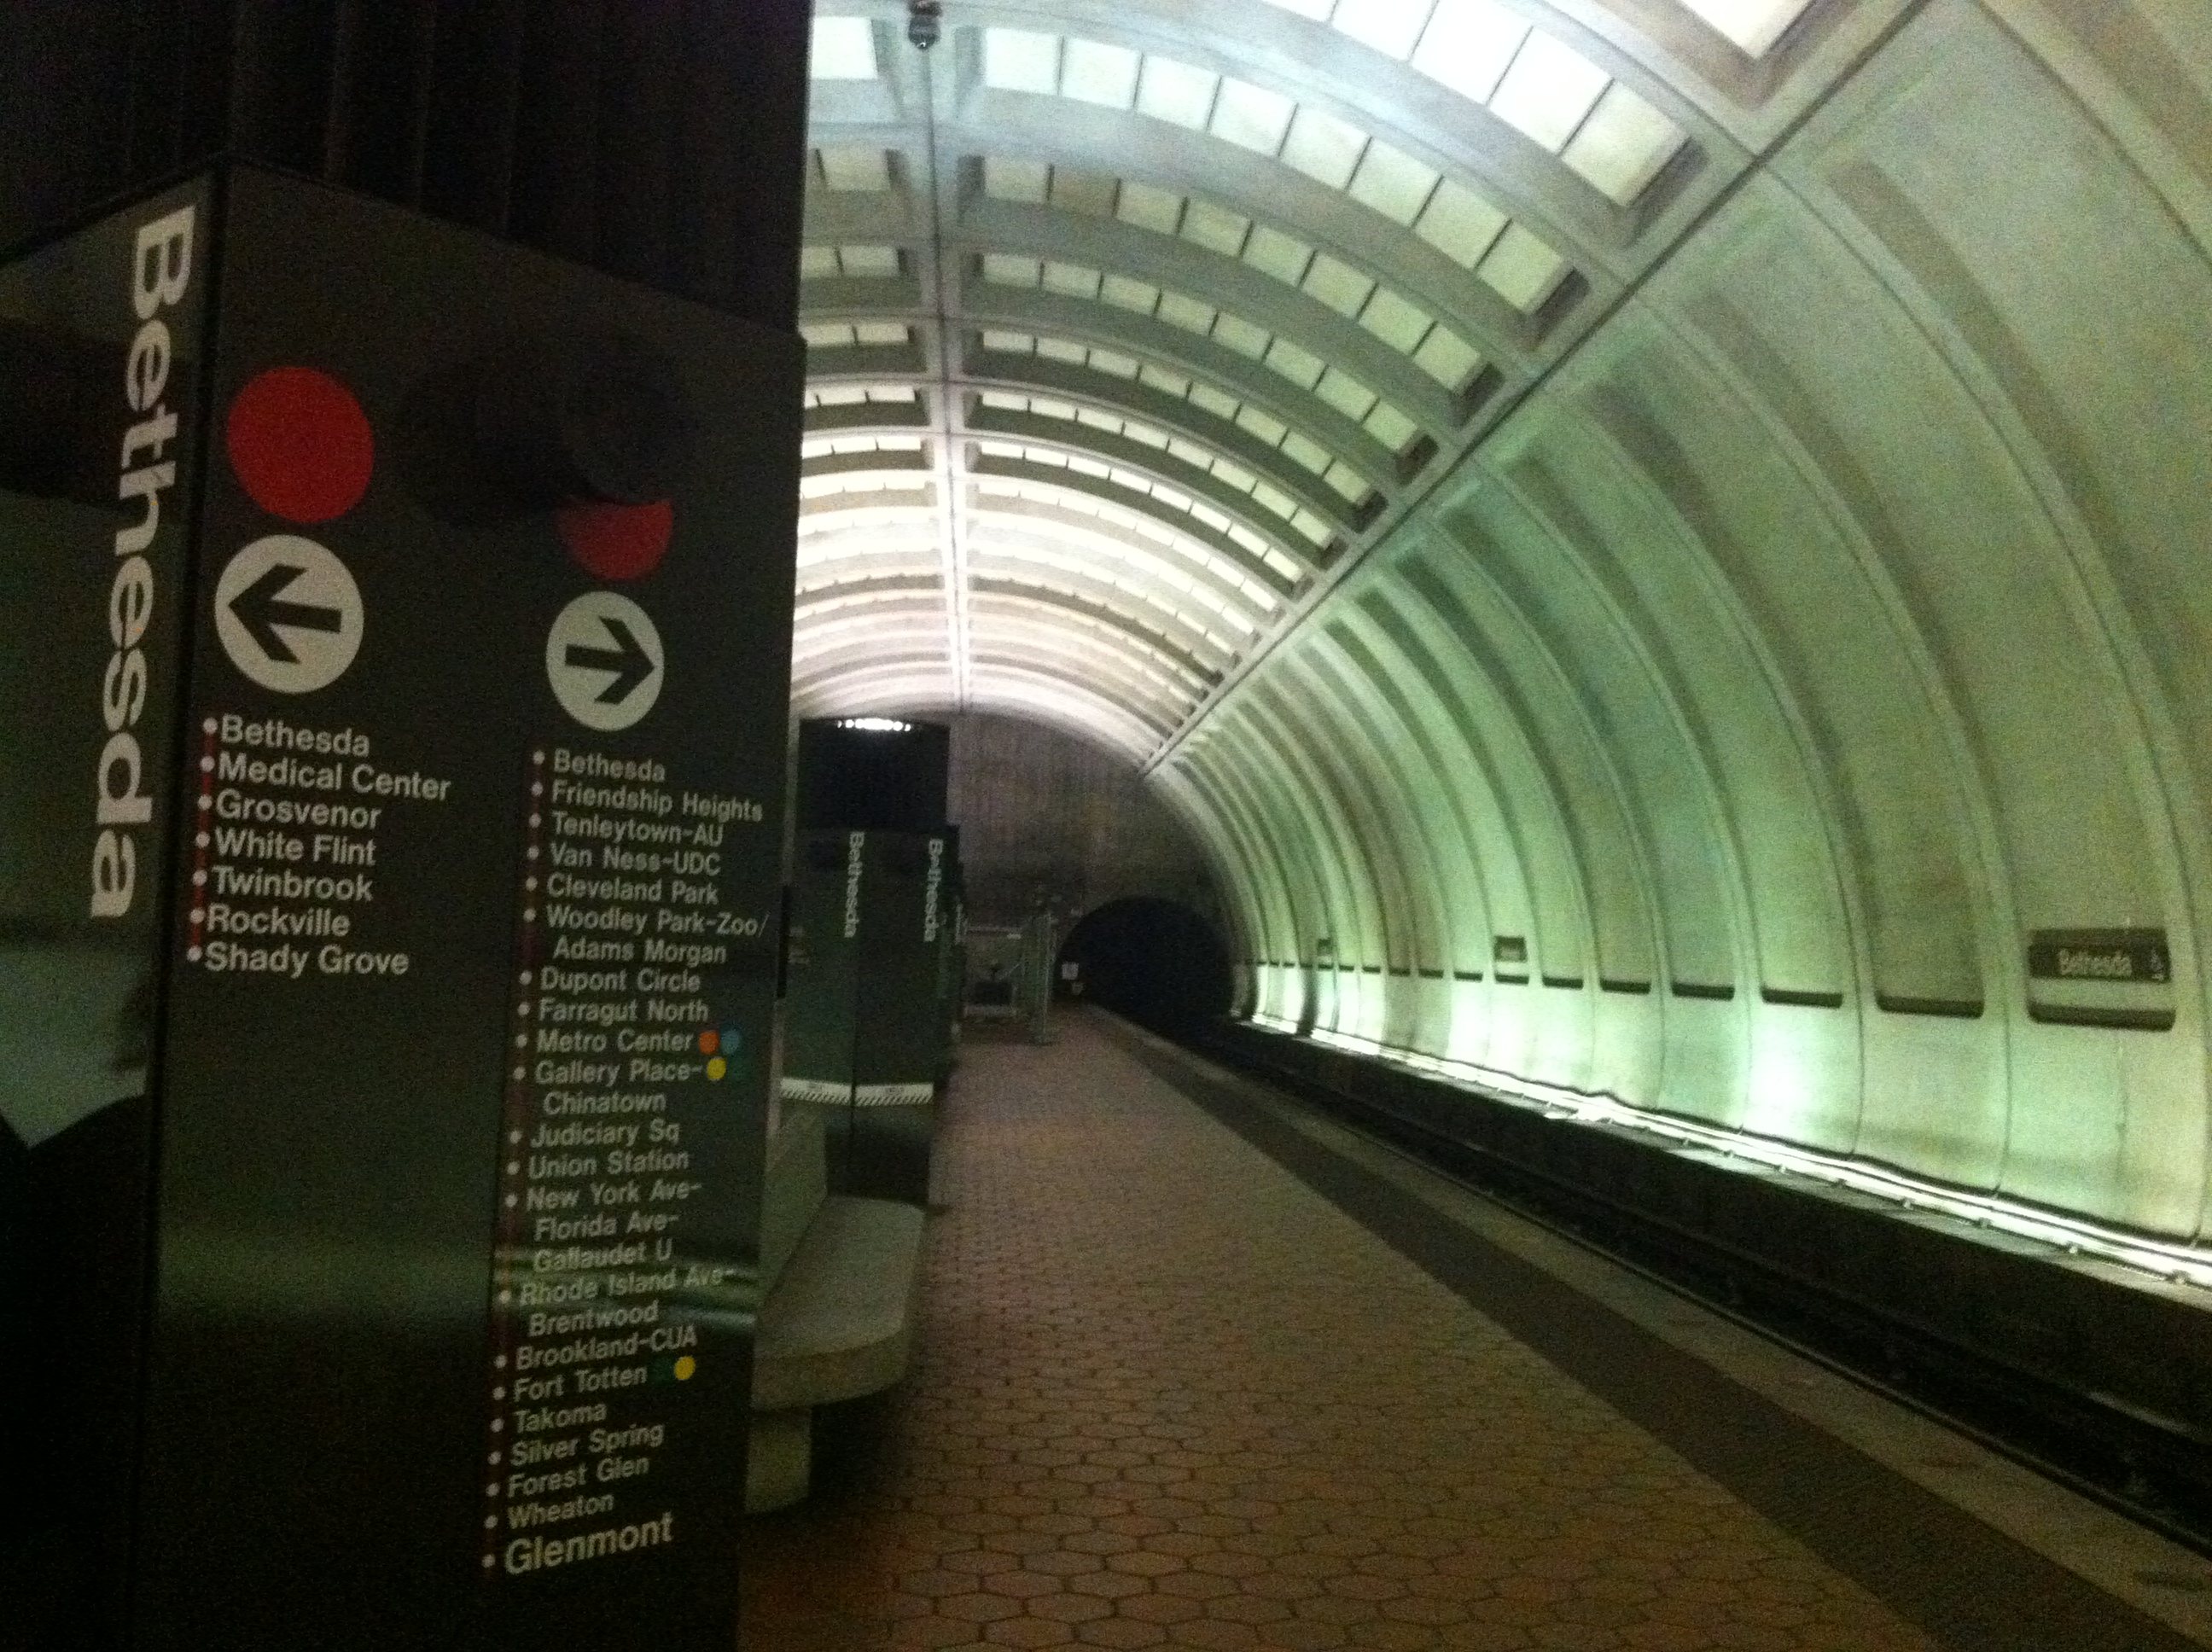 Bethesda
Bethesda
Medical Center
Grosvenor
White Flint
Twinbrook
Rockville
Shady Grove
Bethesda
Friendship Heights
Tenleytown-AU
Van Ness-UDC
Cleveland Park
Woodley Park-Zoo/
Adams Morgan
Dupont Circle
Farragut North
Metro Center
Gallery Place-
Chinatown
Judiciary Sq
Union Station
New York Ave-
Florida Ave-
Gallaudet U
Rhode Island Ave-
Brentwood
Brookland-CUA
Fort Totten
Takoma
Silver Spring
Forest Glen
Wheaton
Glenmont
Bethesda
Bethesda
Bethesda